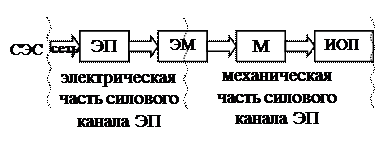 СЭС сеть ЭП ЭМ М ИОП
электрическая механическая
часть силового часть силового
канала ЭП канала ЭП